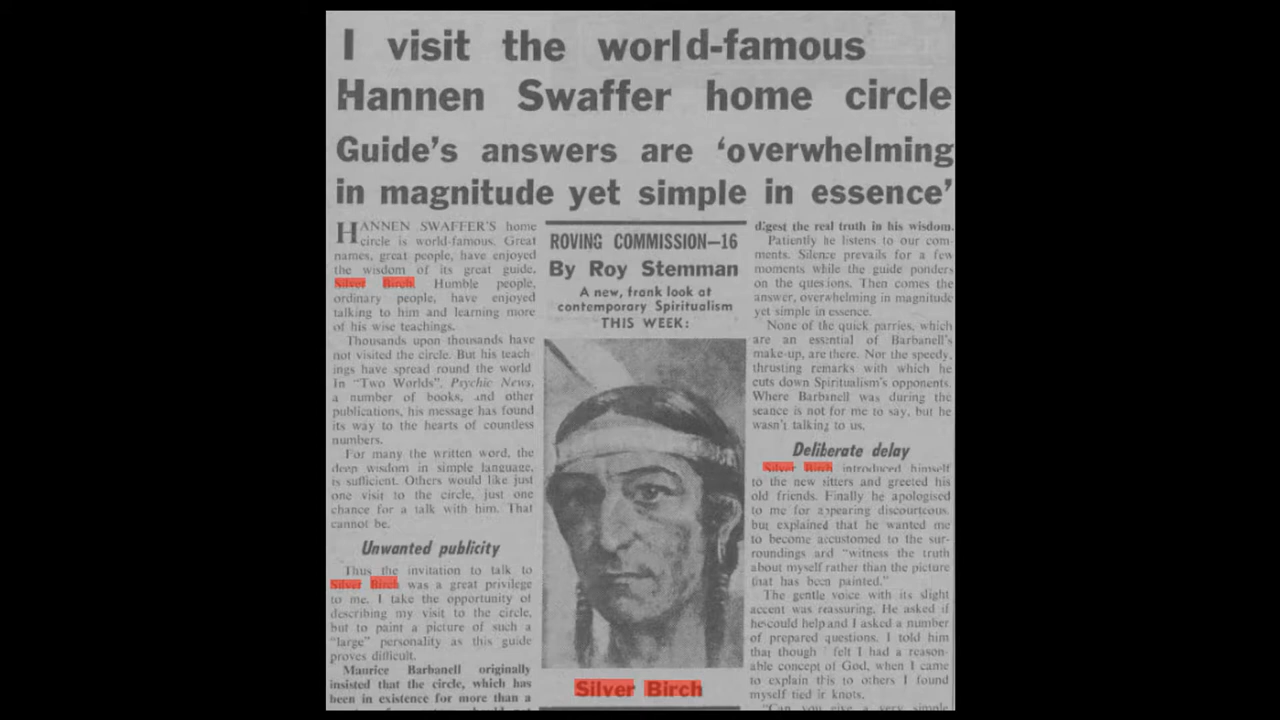 I visit the world-famous
Hannen Swaffer home circle
Guide's answers are 'overwhelming
in magnitude yet simple in essence'
HANNEN SWAFFER'S home
circle is world-famous. Great
names, great people, have enjoyed
the wisdom of its great guide,
Silver Birch. Humble people,
ordinary people, have enjoyed
talking to him and learning more
of his wise teachings.
Thousands upon thousands have
not visited the circle. But his teach-
ings have spread round the world
In "Two Worlds", Psychic News,
a number of books, and other
publications, his message has found
its way to the hearts of countless
numbers.
For many the written word, the
deep wisdom in simple language,
is sufficient. Others would like just
one visit to the circle, just one
chance for a talk with him. That
cannot be.
Unwanted publicity
Thus the invitation to talk to
Silver Birch was a great privilege
to me. I take the opportunity of
describing my visit to the circle,
but to paint a picture of such a
"large" personality as this guide
proves difficult.
Maurice Barbanell originally
insisted that the circle, which has
been in existence for more than a
ROVING COMMISSION—16
By Roy Stemman
A new, frank look at
contemporary Spiritualism
THIS WEEK:
Silver Birch
digest the real truth in his wisdom.
Patiently he listens to our com-
ments. Silence prevails for a few
moments while the guide ponders
on the questions. Then comes the
answer, overwhelming in magnitude
yet simple in essence.
None of the quick parries, which
are an essential of Barbanell's
make-up, are there. Nor the speedy,
thrusting remarks with which he
cuts down Spiritualism's opponents.
Where Barbanell was during the
seance is not for me to say, but he
wasn't talking to us.
Deliberate delay
Silver Birch introduced himself
to the new sitters and greeted his
old friends. Finally he apologised
to me for appearing discourteous,
but explained that he wanted me
to become accustomed to the sur-
roundings and "witness the truth
about myself rather than the picture
that has been painted."
The gentle voice with its slight
accent was reassuring. He asked if
he could help and I asked a number
of prepared questions. I told him
that though I felt I had a reason-
able concept of God, when I came
to explain this to others I found
myself tied in knots.
"Can you give a very simple